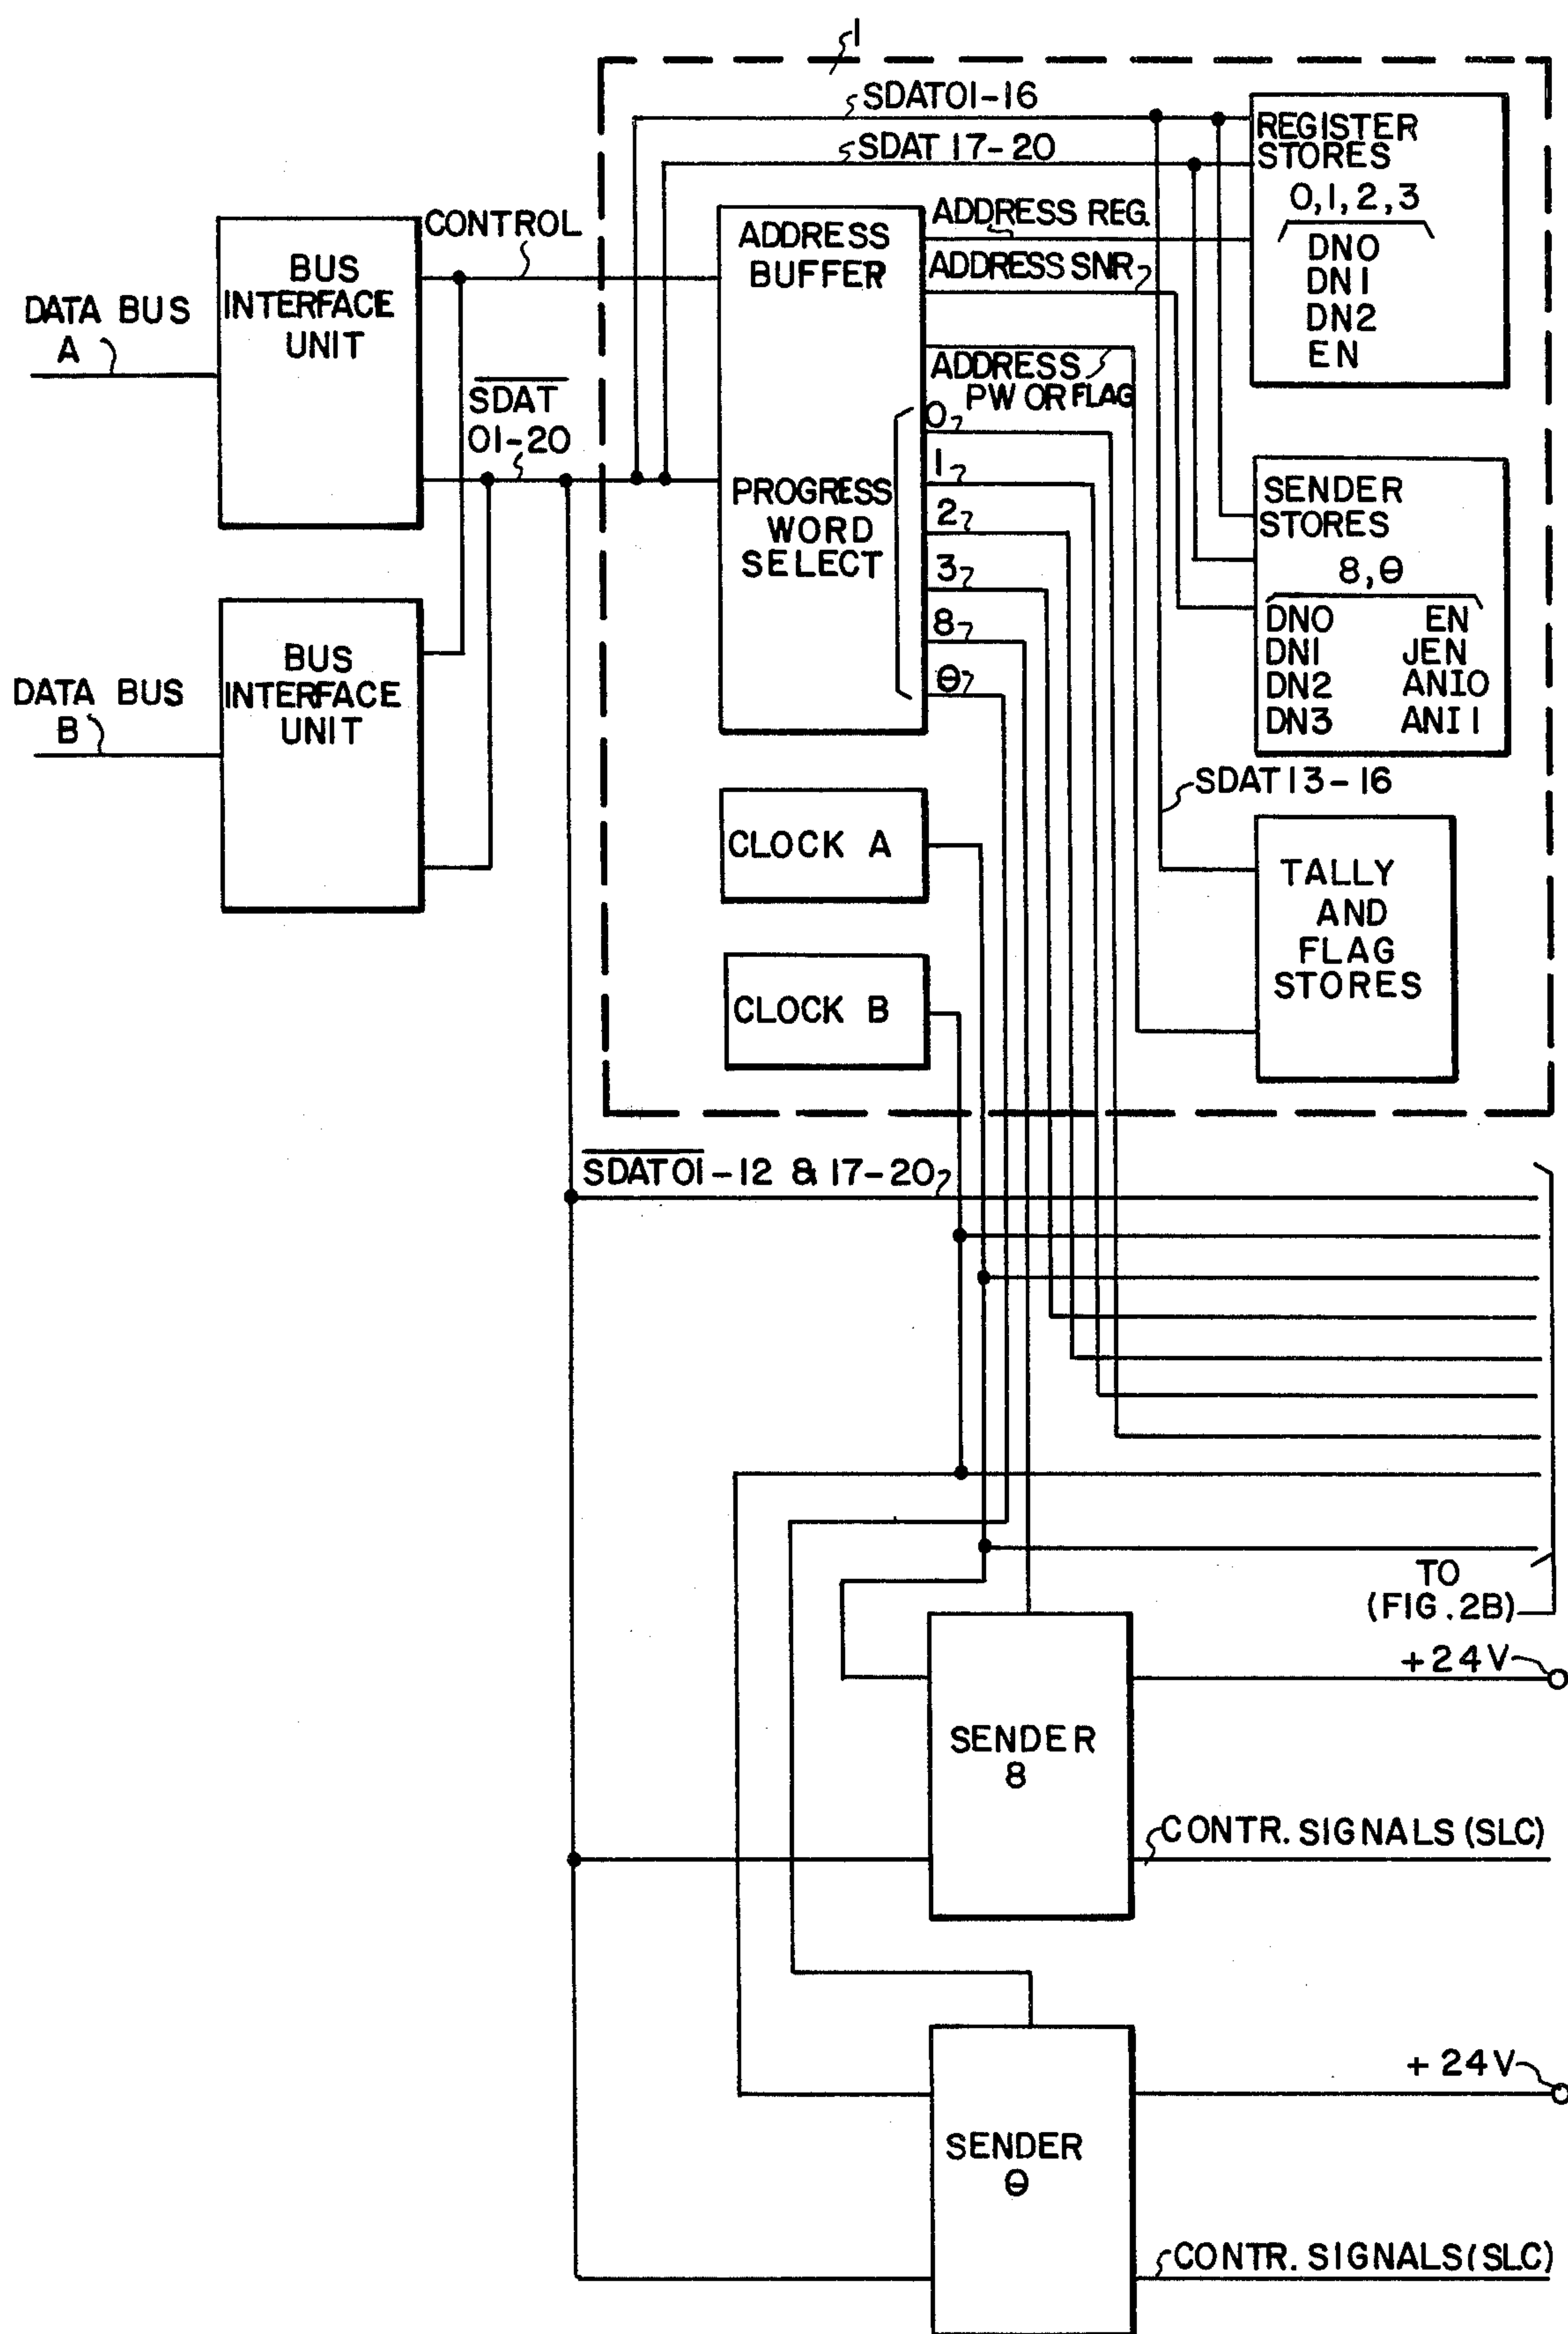 1
SDAT01-16
SDAT 17-20
REGISTER
STORES
0,1,2,3
DN0
DN1
DN2
EN
CONTROL
ADDRESS
BUFFER
ADDRESS REG.
ADDRESS SNR
ADDRESS
PW OR FLAG
BUS
INTERFACE
UNIT
DATA BUS
A
SDAT
01-20
PROGRESS
WORD
SELECT
0
1
2
3
8
Θ
SENDER
STORES
8,Θ
DN0 EN
DN1 JEN
DN2 ANI0
DN3 ANI1
BUS
INTERFACE
UNIT
DATA BUS
B
SDAT 13-16
CLOCK A
TALLY
AND
FLAG
STORES
CLOCK B
SDAT01-12 & 17-20
TO
(FIG.2B)
+24V
SENDER
8
CONTR. SIGNALS (SLC)
+24V
SENDER
Θ
CONTR. SIGNALS (SLC)